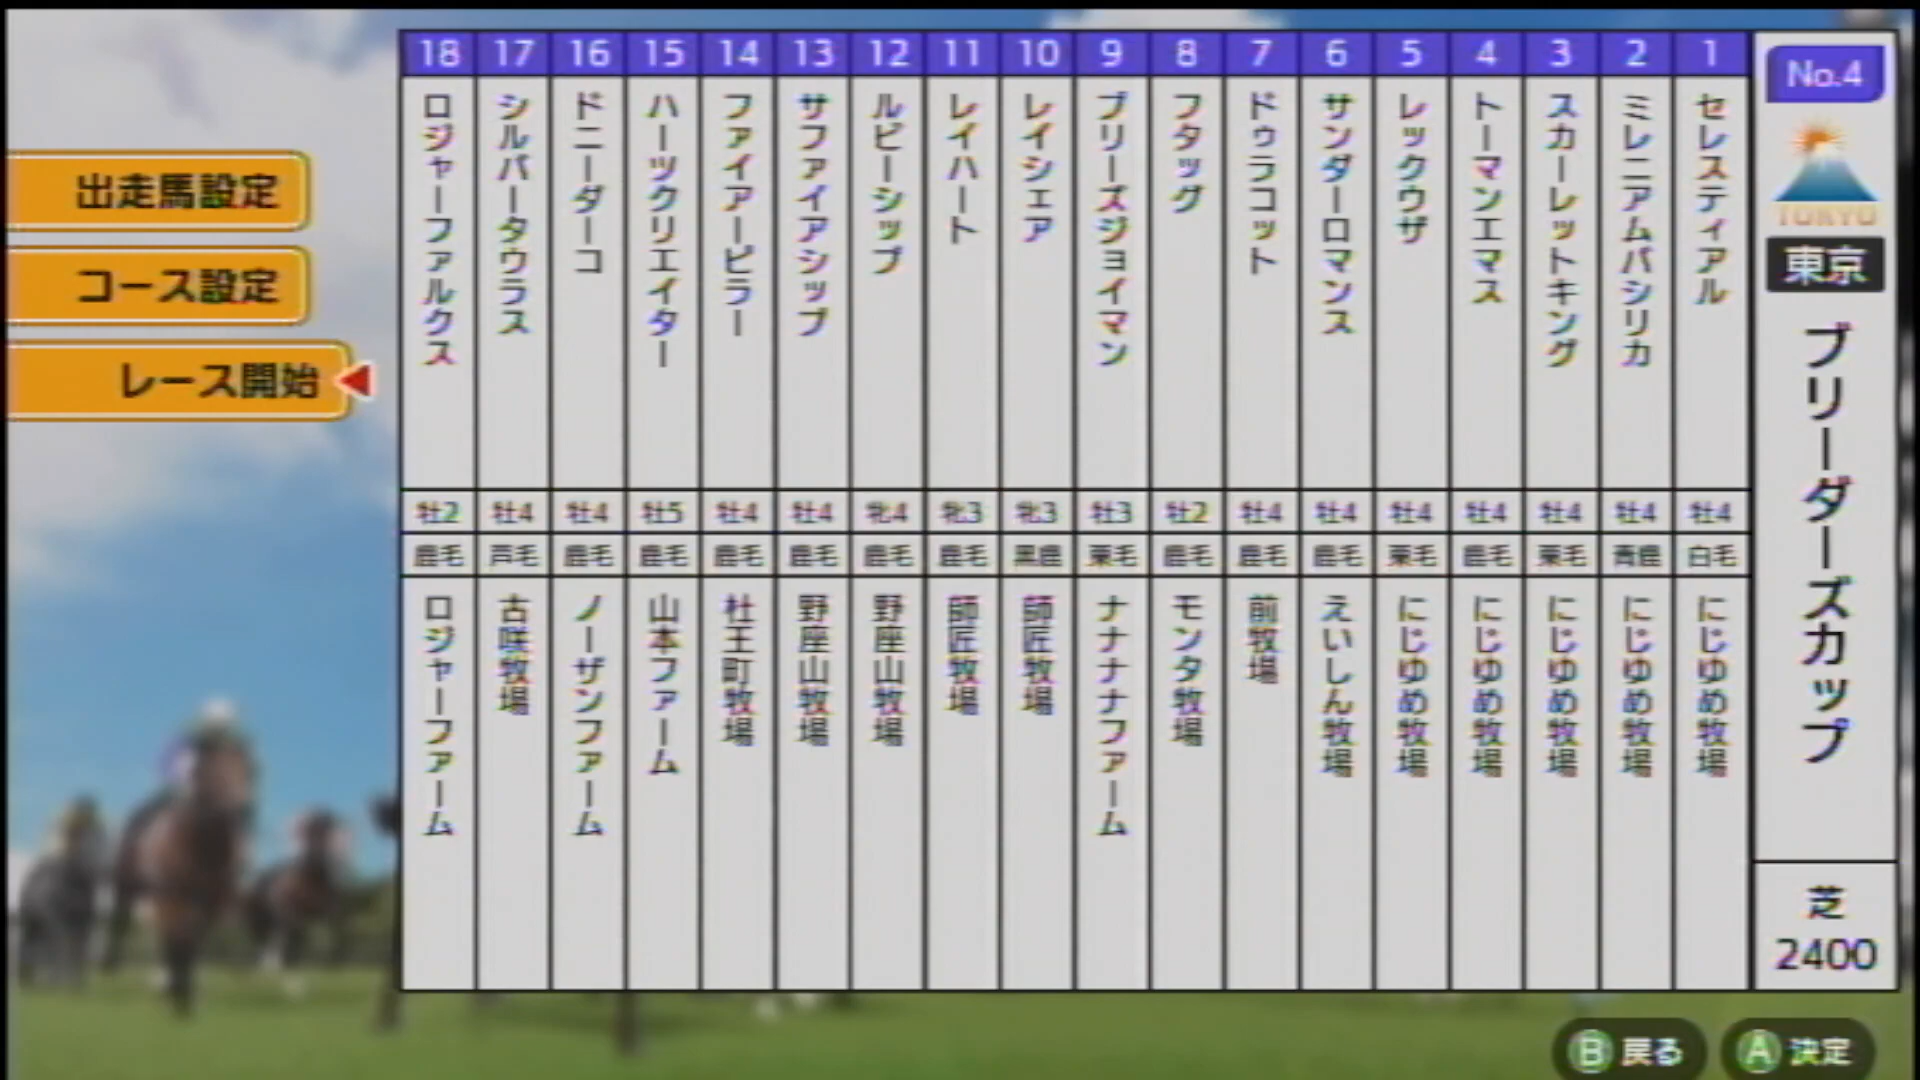 No.4
TOKYO
東京
ブリーダーズカップ
芝
2400
1
セレスティアル
牡4
白毛
にじゆめ牧場
2
ミレニアムバシリカ
牡4
青鹿
にじゆめ牧場
3
スカーレットキング
牡4
栗毛
にじゆめ牧場
4
トーマンエマス
牡4
鹿毛
にじゆめ牧場
5
レックウザ
牡4
栗毛
にじゆめ牧場
6
サンダーロマンス
牡4
鹿毛
えいしん牧場
7
ドゥラコット
牡4
鹿毛
前牧場
8
フタッグ
牡2
鹿毛
モンタ牧場
9
ブリーズジョイマン
牡3
栗毛
ナナナナファーム
10
レイシェア
牝3
黒鹿
師匠牧場
11
レイハート
牝3
鹿毛
師匠牧場
12
ルビーシップ
牝4
鹿毛
野座山牧場
13
サファイアシップ
牡4
鹿毛
野座山牧場
14
ファイアーピラー
牡4
鹿毛
杜王町牧場
15
ハーツクリエイター
牡5
鹿毛
山本ファーム
16
ドニーダーコ
牡4
鹿毛
ノーザンファーム
17
シルバータウラス
牡4
芦毛
古咲牧場
18
ロジャーファルクス
牡2
鹿毛
ロジャーファーム
出走馬設定
コース設定
レース開始
B 戻る
A 決定